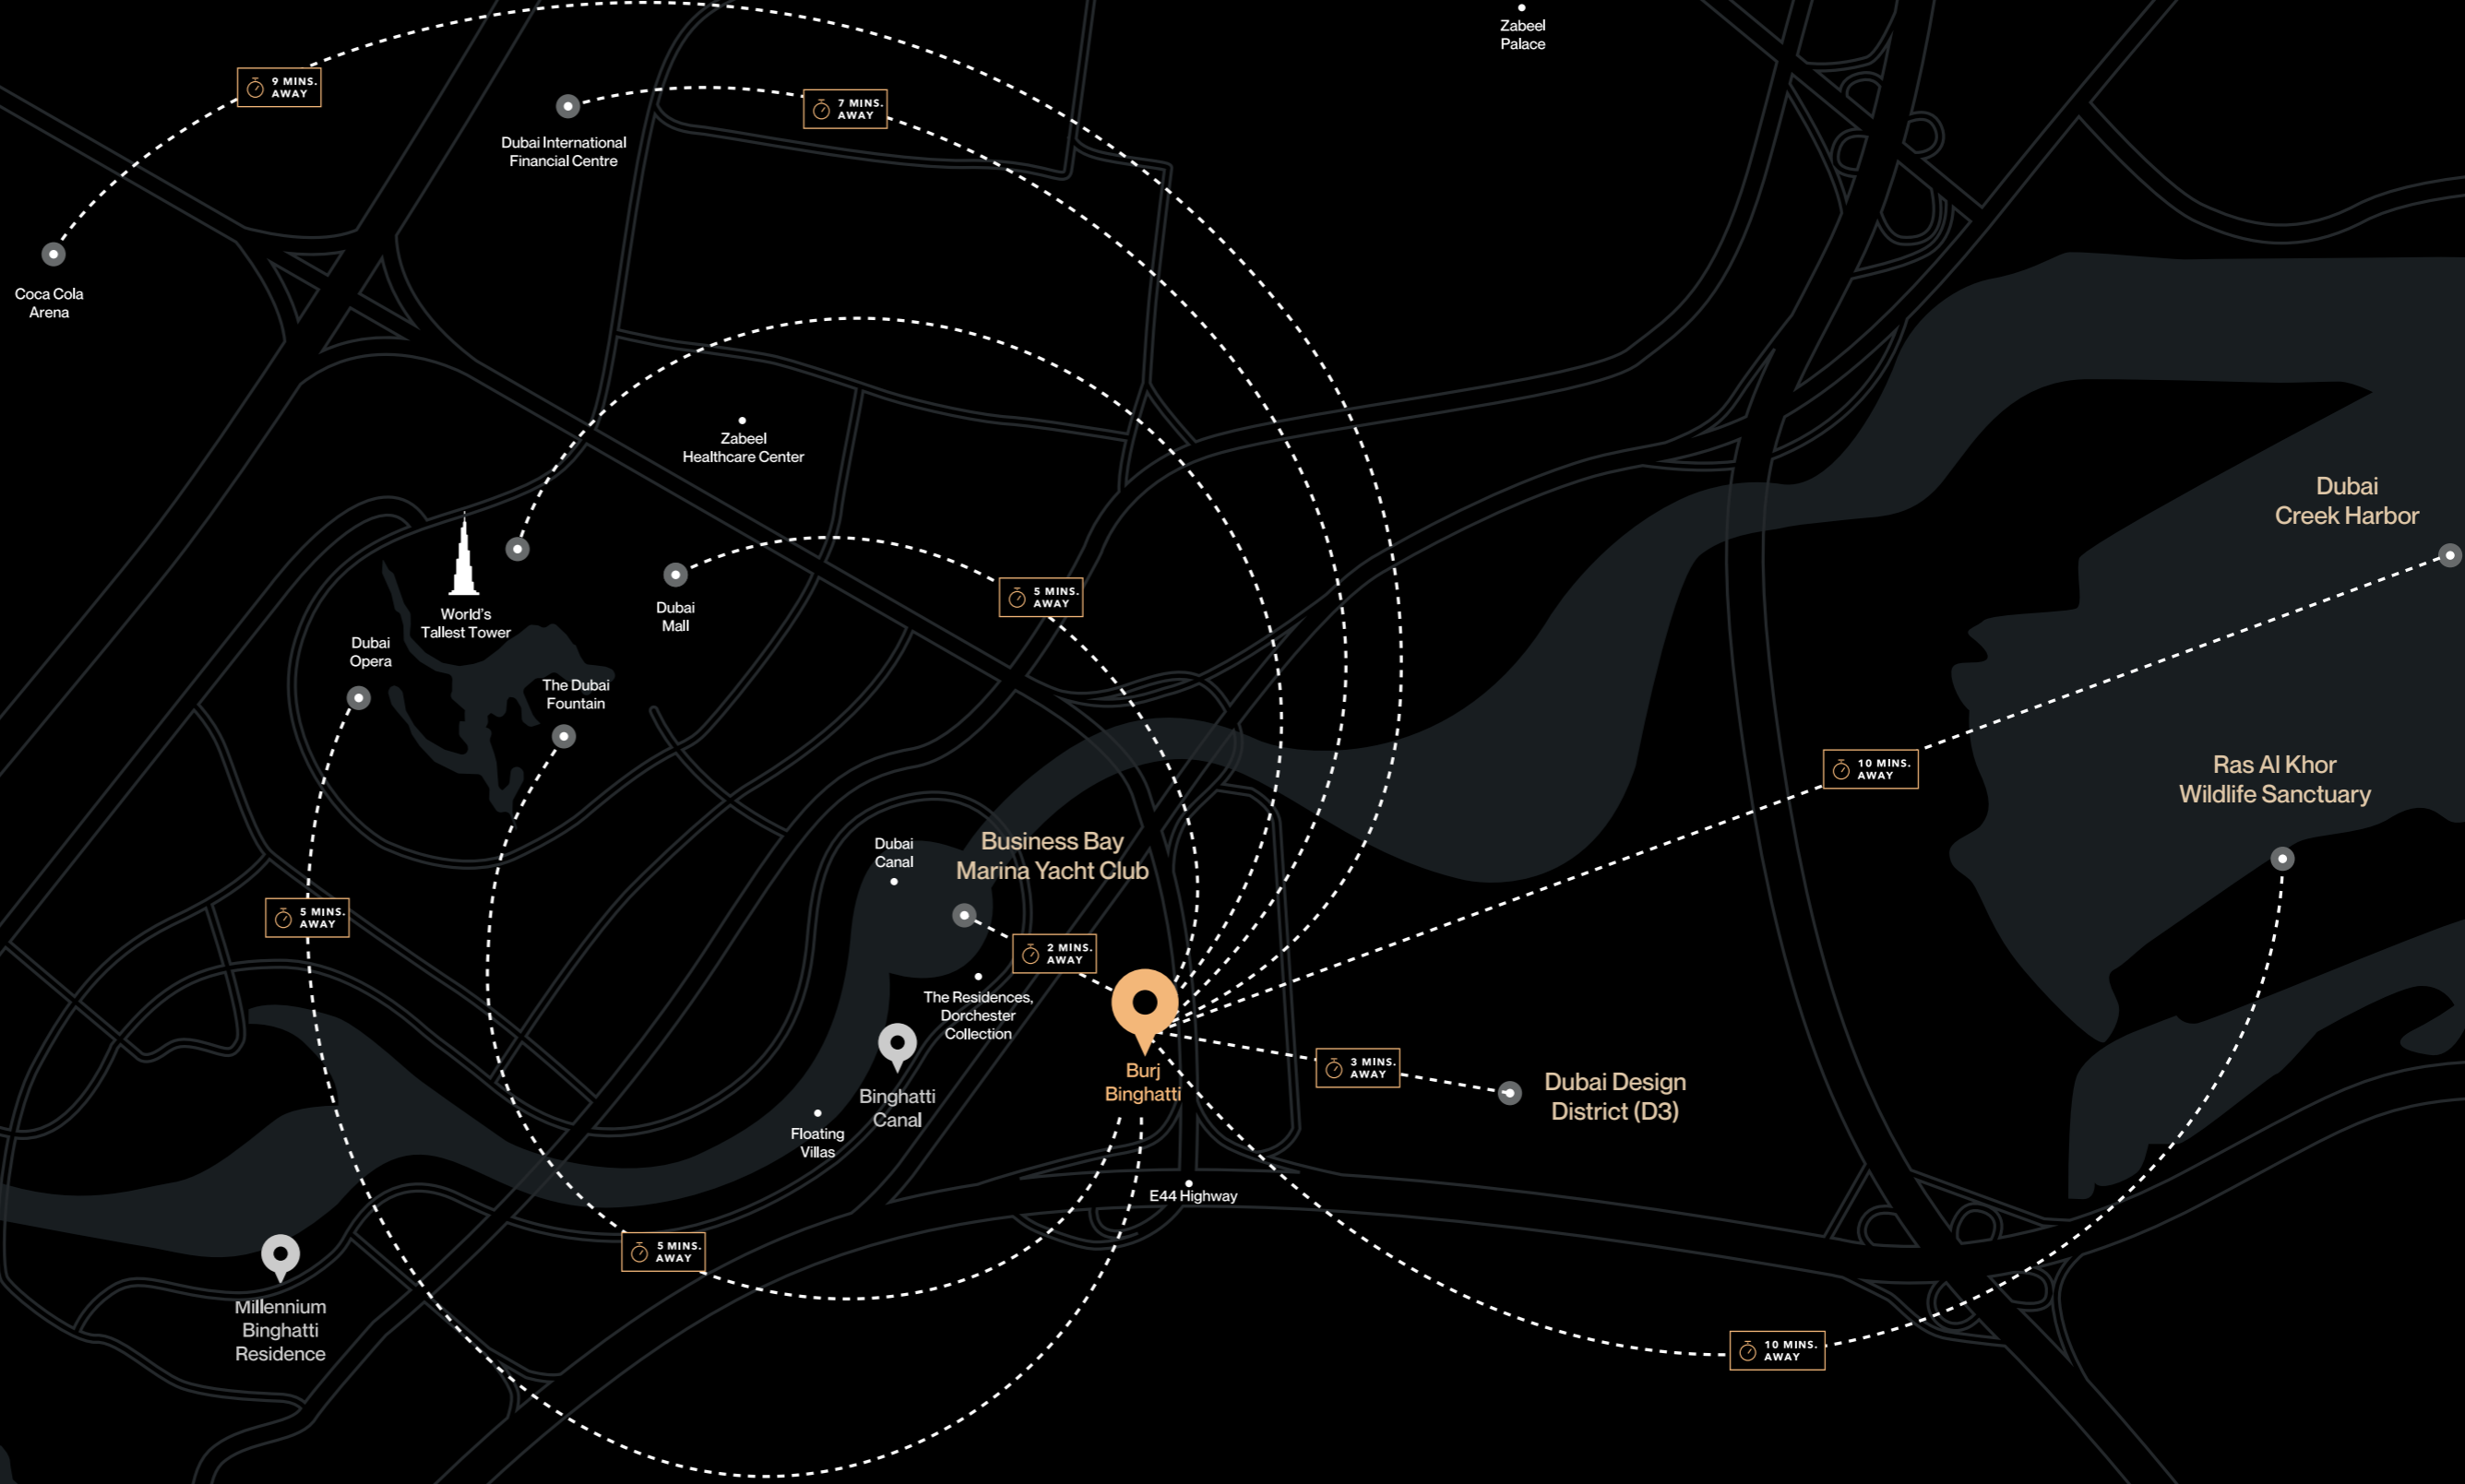 Zabeel
Palace
9 MINS.
AWAY
7 MINS.
AWAY
Dubai International
Financial Centre
Coca Cola
Arena
Zabeel
Healthcare Center
Dubai
Creek Harbor
World's
Tallest Tower
Dubai
Mall
5 MINS.
AWAY
Dubai
Opera
The Dubai
Fountain
10 MINS.
AWAY
Ras Al Khor
Wildlife Sanctuary
Dubai
Canal
Business Bay
Marina Yacht Club
5 MINS.
AWAY
2 MINS.
AWAY
The Residences,
Dorchester
Collection
Binghatti
Canal
Burj
Binghatti
3 MINS.
AWAY
Dubai Design
District (D3)
Floating
Villas
E44 Highway
5 MINS.
AWAY
Millennium
Binghatti
Residence
10 MINS.
AWAY